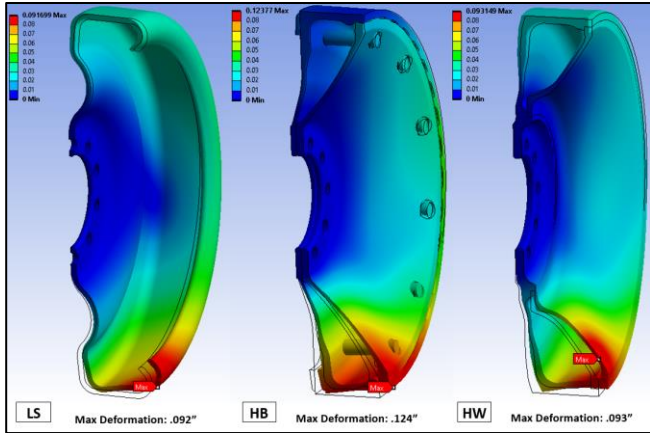 0.091699 Max
0.08
0.07
0.06
0.05
0.04
0.03
0.02
0.01
0 Min
Max
LS
Max Deformation: .092”
0.12377 Max
0.08
0.07
0.06
0.05
0.04
0.03
0.02
0.01
0 Min
Max
HB
Max Deformation: .124”
0.093149 Max
0.08
0.07
0.06
0.05
0.04
0.03
0.02
0.01
0 Min
Max
HW
Max Deformation: .093”